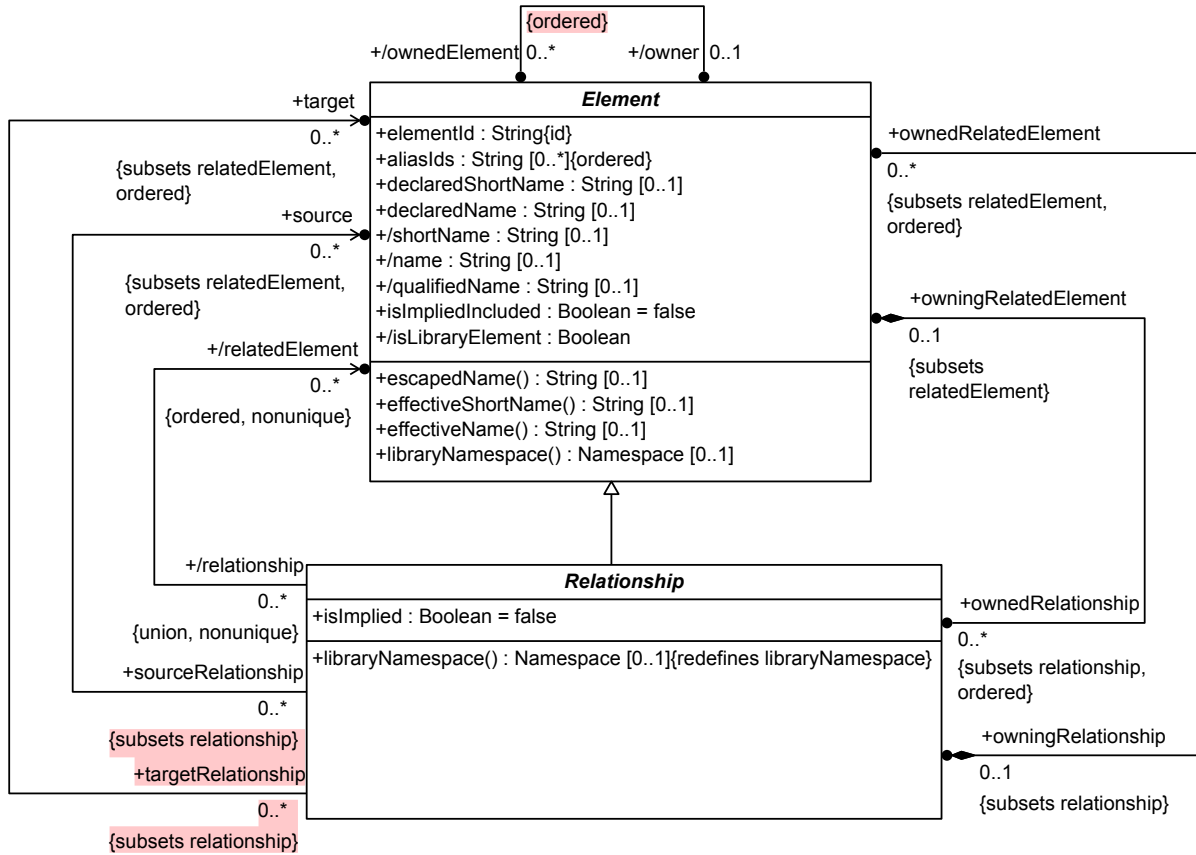 {ordered}
+/ownedElement 0..*
+/owner 0..1
Element
+elementId : String{id}
+aliasIds : String [0..*]{ordered}
+declaredShortName : String [0..1]
+declaredName : String [0..1]
+/shortName : String [0..1]
+/name : String [0..1]
+/qualifiedName : String [0..1]
+isImpliedIncluded : Boolean = false
+/isLibraryElement : Boolean
+escapedName() : String [0..1]
+effectiveShortName() : String [0..1]
+effectiveName() : String [0..1]
+libraryNamespace() : Namespace [0..1]
+target
0..*
{subsets relatedElement,
ordered}
+source
0..*
{subsets relatedElement,
ordered}
+/relatedElement
0..*
{ordered, nonunique}
+ownedRelatedElement
0..*
{subsets relatedElement,
ordered}
+owningRelatedElement
0..1
{subsets
relatedElement}
+/relationship
0..*
{union, nonunique}
+sourceRelationship
0..*
{subsets relationship}
+targetRelationship
0..*
{subsets relationship}
Relationship
+isImplied : Boolean = false
+libraryNamespace() : Namespace [0..1]{redefines libraryNamespace}
+ownedRelationship
0..*
{subsets relationship,
ordered}
+owningRelationship
0..1
{subsets relationship}